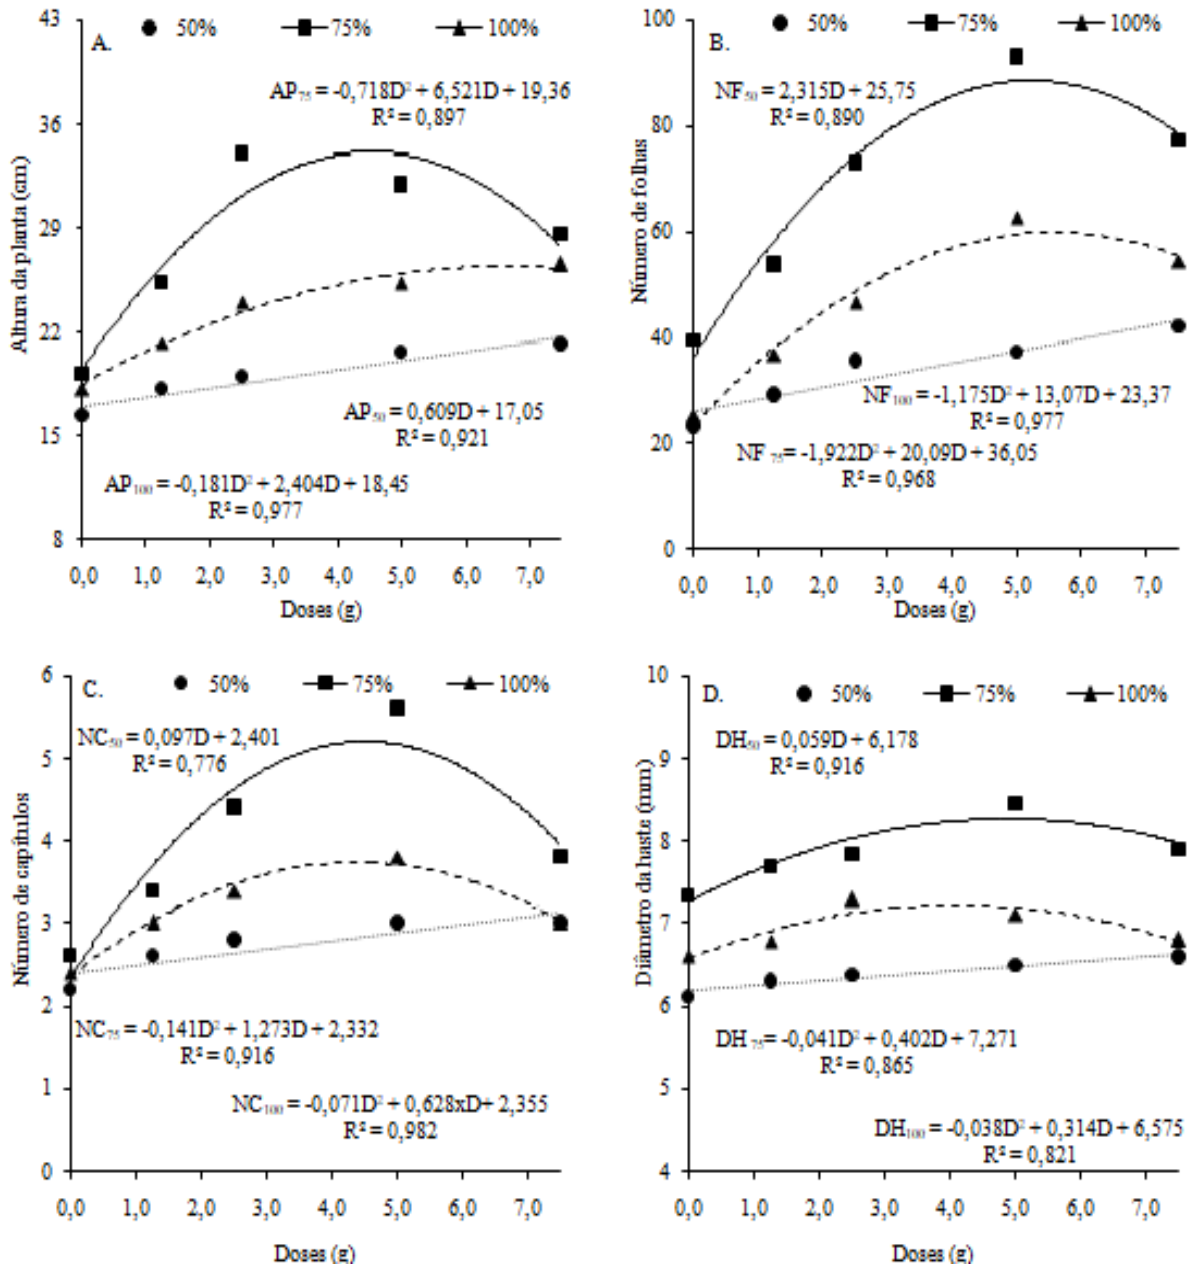 A.
50% 75% 100%
AP₇₅ = -0,718D² + 6,521D + 19,36
R² = 0,897
AP₅₀ = 0,609D + 17,05
R² = 0,921
AP₁₀₀ = -0,181D² + 2,404D + 18,45
R² = 0,977
Altura da planta (cm)
43
36
29
22
15
8
0,0 1,0 2,0 3,0 4,0 5,0 6,0 7,0
Doses (g)
B.
50% 75% 100%
NF₅₀ = 2,315D + 25,75
R² = 0,890
NF₁₀₀ = -1,175D² + 13,07D + 23,37
R² = 0,977
NF ₇₅= -1,922D² + 20,09D + 36,05
R² = 0,968
Número de folhas
100
80
60
40
20
0
0,0 1,0 2,0 3,0 4,0 5,0 6,0 7,0
Doses (g)
C.
50% 75% 100%
NC₅₀ = 0,097D + 2,401
R² = 0,776
NC₇₅ = -0,141D² + 1,273D + 2,332
R² = 0,916
NC₁₀₀ = -0,071D² + 0,628xD+ 2,355
R² = 0,982
Número de capítulos
6
5
4
3
2
1
0
0,0 1,0 2,0 3,0 4,0 5,0 6,0 7,0
Doses (g)
D.
50% 75% 100%
DH₅₀ = 0,059D + 6,178
R² = 0,916
DH ₇₅= -0,041D² + 0,402D + 7,271
R² = 0,865
DH₁₀₀ = -0,038D² + 0,314D + 6,575
R² = 0,821
Diâmetro da haste (mm)
10
9
8
7
6
5
4
0,0 1,0 2,0 3,0 4,0 5,0 6,0 7,0
Doses (g)